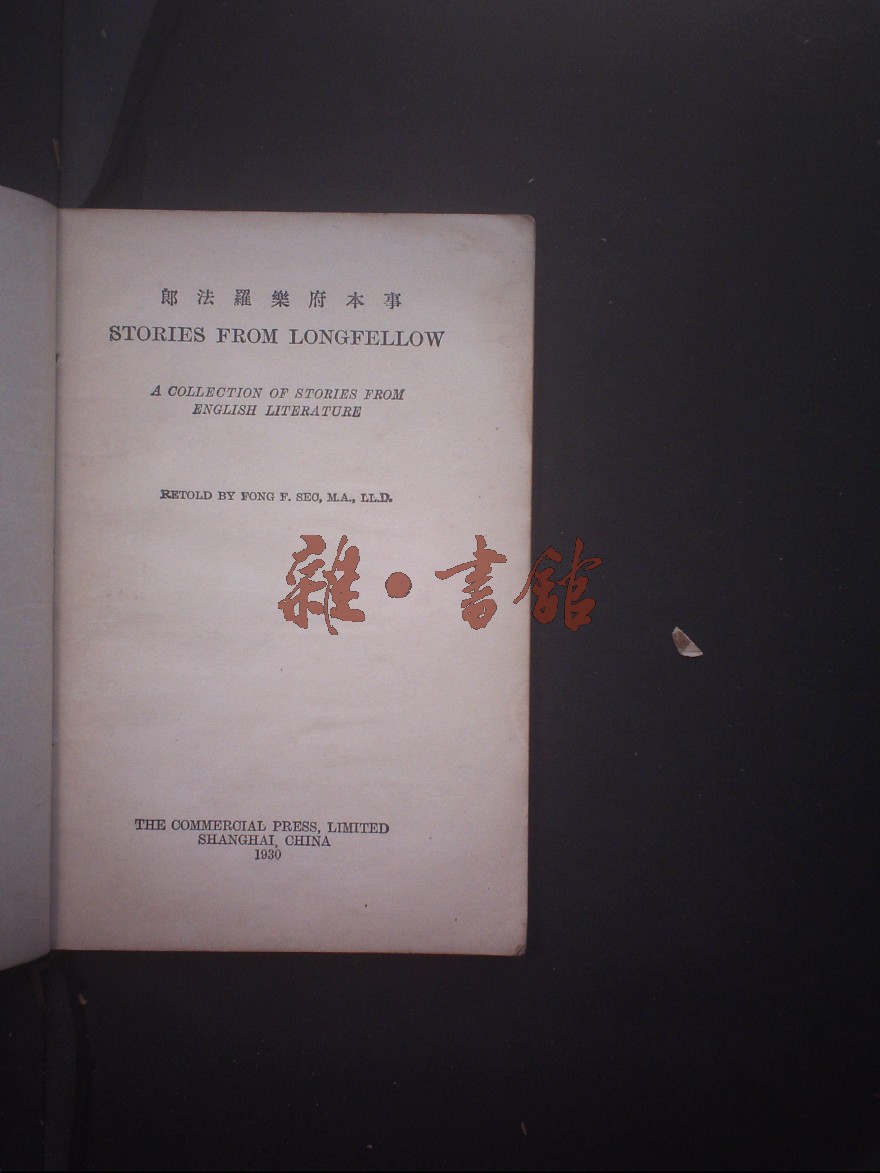 郎法羅樂府本事
STORIES FROM LONGFELLOW
A COLLECTION OF STORIES FROM
ENGLISH LITERATURE
RETOLD BY FONG F. SEC, M.A., LL.D.
雜·書館
THE COMMERCIAL PRESS, LIMITED
SHANGHAI, CHINA
1930